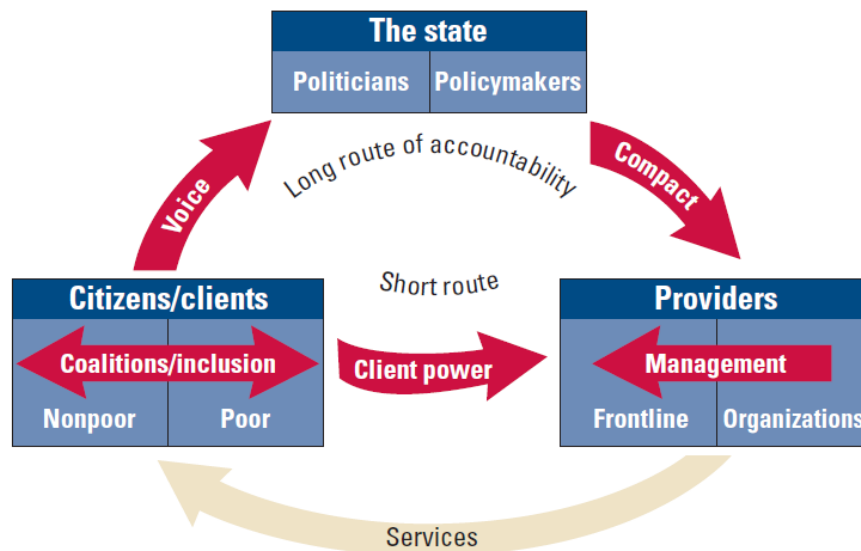 The state
Politicians
Policymakers
Long route of accountability
Voice
Compact
Short route
Citizens/clients
Providers
Coalitions/inclusion
Client power
Management
Nonpoor
Poor
Frontline
Organizations
Services